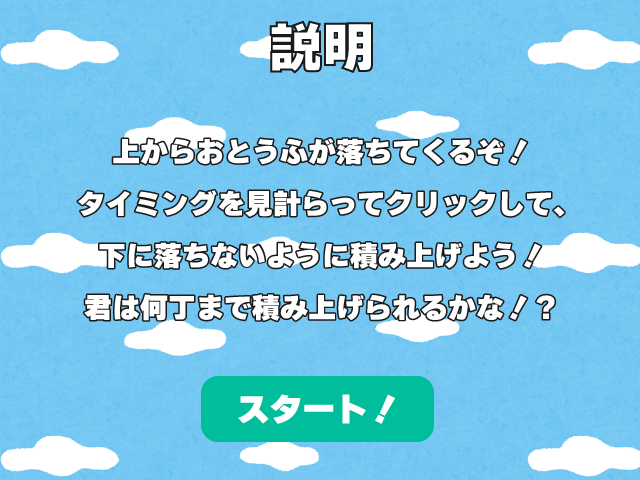 説明
上からおとうふが落ちてくるぞ！
タイミングを見計らってクリックして、
下に落ちないように積み上げよう！
君は何丁まで積み上げられるかな！？
スタート！